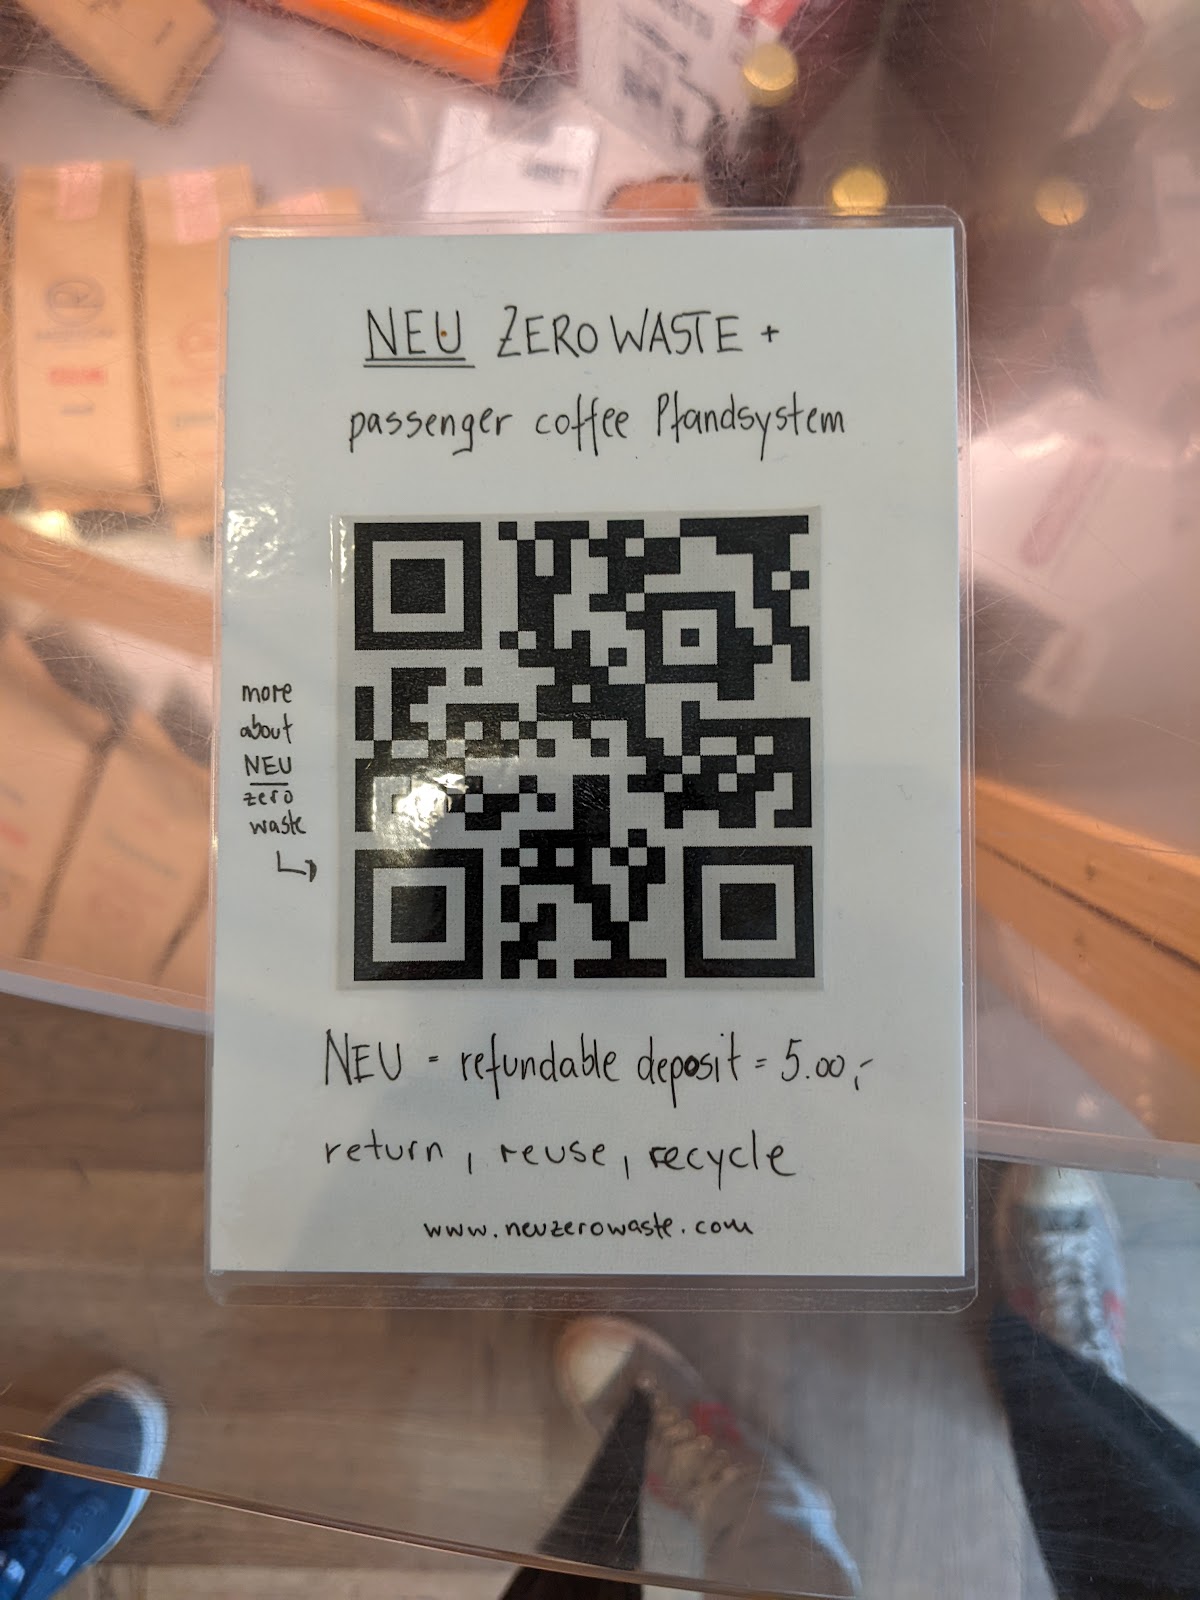 NEU ZERO WASTE +
passenger coffee Pfandsystem
more
about
NEU
zero
waste
NEU = refundable deposit = 5.00,-
return, reuse, recycle
www.neuzerowaste.com